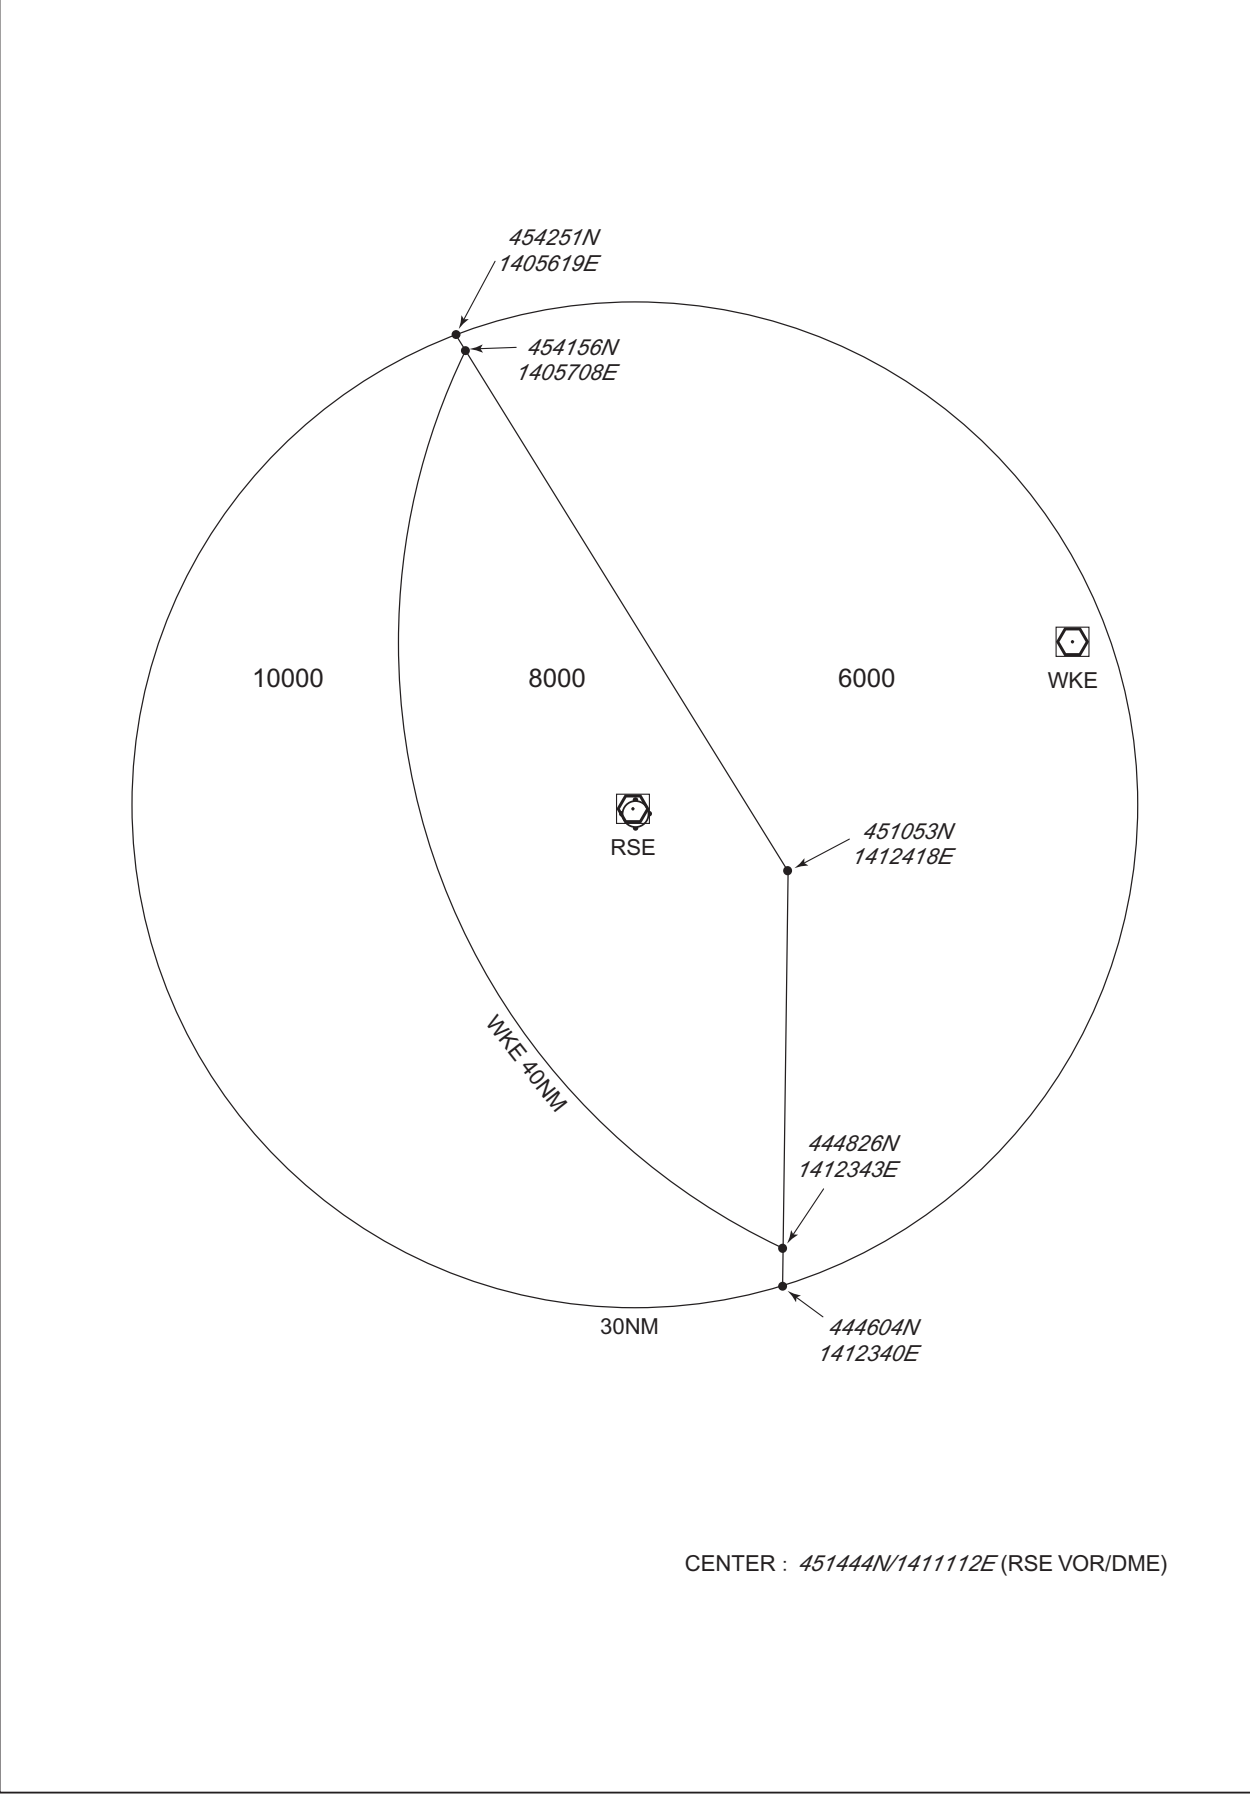 454251N
1405619E
454156N
1405708E
10000
8000
6000
WKE
RSE
451053N
1412418E
WKE 40NM
444826N
1412343E
30NM
444604N
1412340E
CENTER : 451444N/1411112E (RSE VOR/DME)